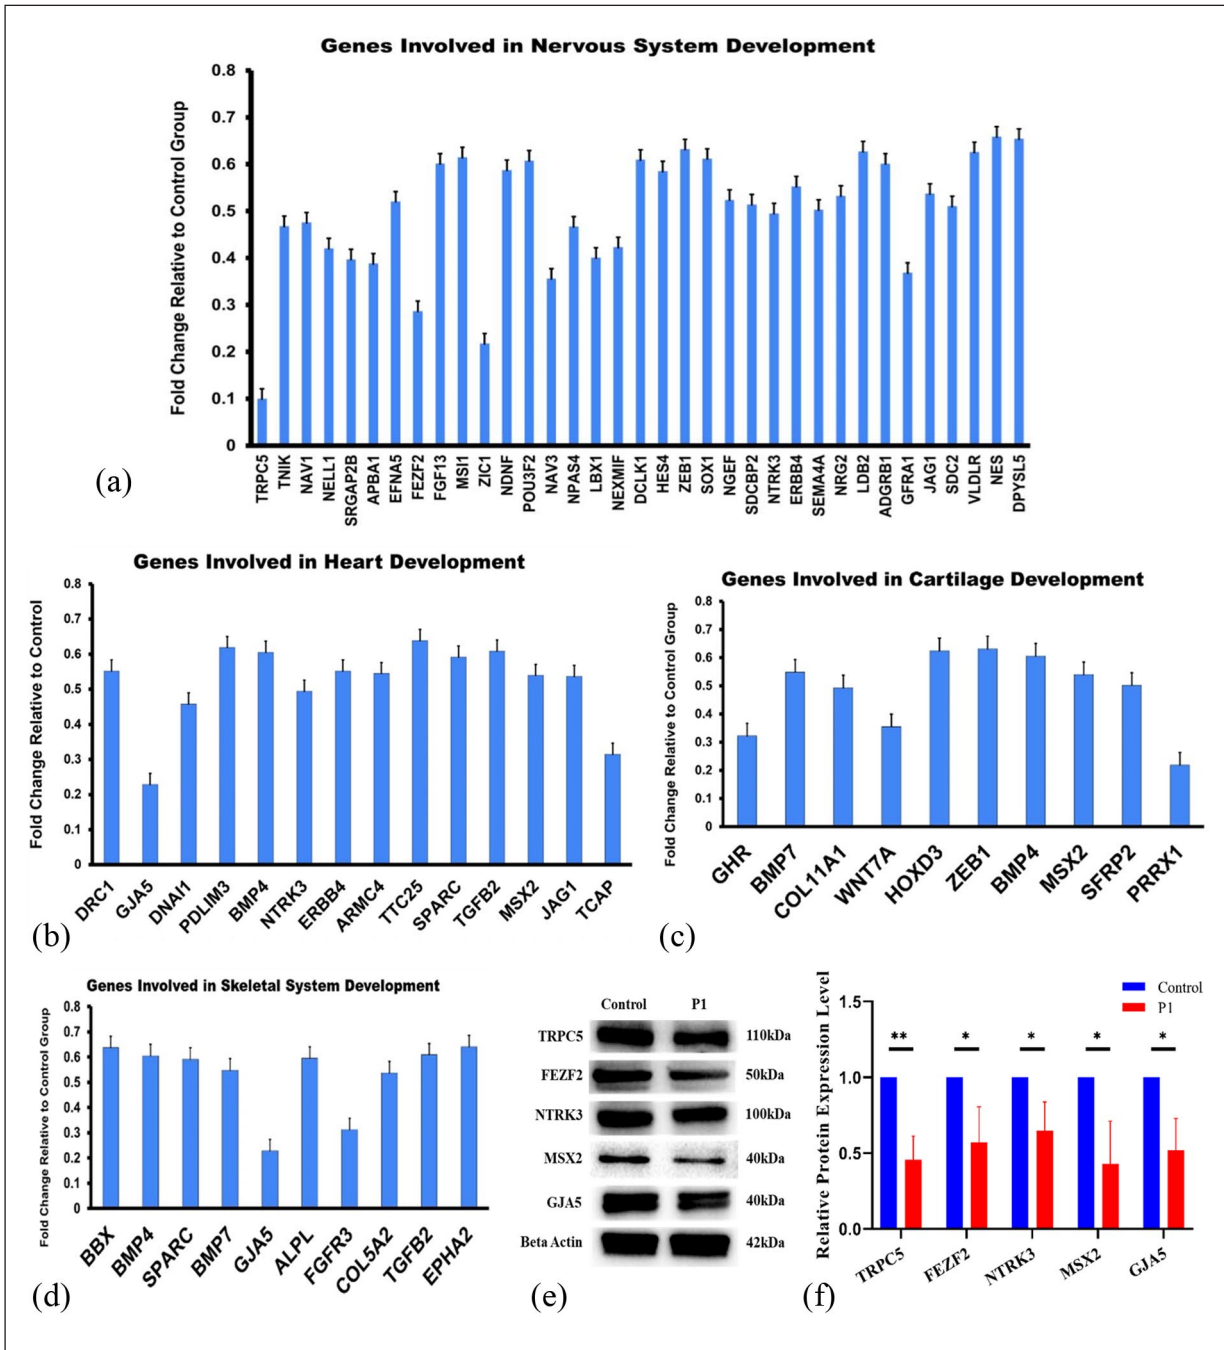 Genes Involved in Nervous System Development
Fold Change Relative to Control Group
0.8
0.7
0.6
0.5
0.4
0.3
0.2
0.1
0
TRPC5
TNIK
NAV1
NELL1
SRGAP2B
APBA1
EFNA5
FEZF2
FGF13
MSI1
ZIC1
NDNF
POU3F2
NAV3
NPAS4
LBX1
NEXMIF
DCLK1
HES4
ZEB1
SOX1
NGEF
SDCBP2
NTRK3
ERBB4
SEMA4A
NRG2
LDB2
ADGRB1
GFRA1
JAG1
SDC2
VLDLR
NES
DPYSL5
(a)
Genes Involved in Heart Development
Fold Change Relative to Control
0.8
0.7
0.6
0.5
0.4
0.3
0.2
0.1
0
DRC1
GJA5
DNAI1
PDLIM3
BMP4
NTRK3
ERBB4
ARMC4
TTC25
SPARC
TGFB2
MSX2
JAG1
TCAP
(b)
Genes Involved in Cartilage Development
Fold Change Relative to Control Group
0.8
0.7
0.6
0.5
0.4
0.3
0.2
0.1
0
GHR
BMP7
COL11A1
WNT7A
HOXD3
ZEB1
BMP4
MSX2
SFRP2
PRRX1
(c)
Genes Involved in Skeletal System Development
Fold Change Relative to Control Group
0.8
0.7
0.6
0.5
0.4
0.3
0.2
0.1
0
BBX
BMP4
SPARC
BMP7
GJA5
ALPL
FGFR3
COL5A2
TGFB2
EPHA2
(d)
Control P1
TRPC5 110kDa
FEZF2 50kDa
NTRK3 100kDa
MSX2 40kDa
GJA5 40kDa
Beta Actin 42kDa
(e)
Relative Protein Expression Level
Control
P1
1.5
1.0
0.5
0.0
** * * * *
TRPC5
FEZF2
NTRK3
MSX2
GJA5
(f)